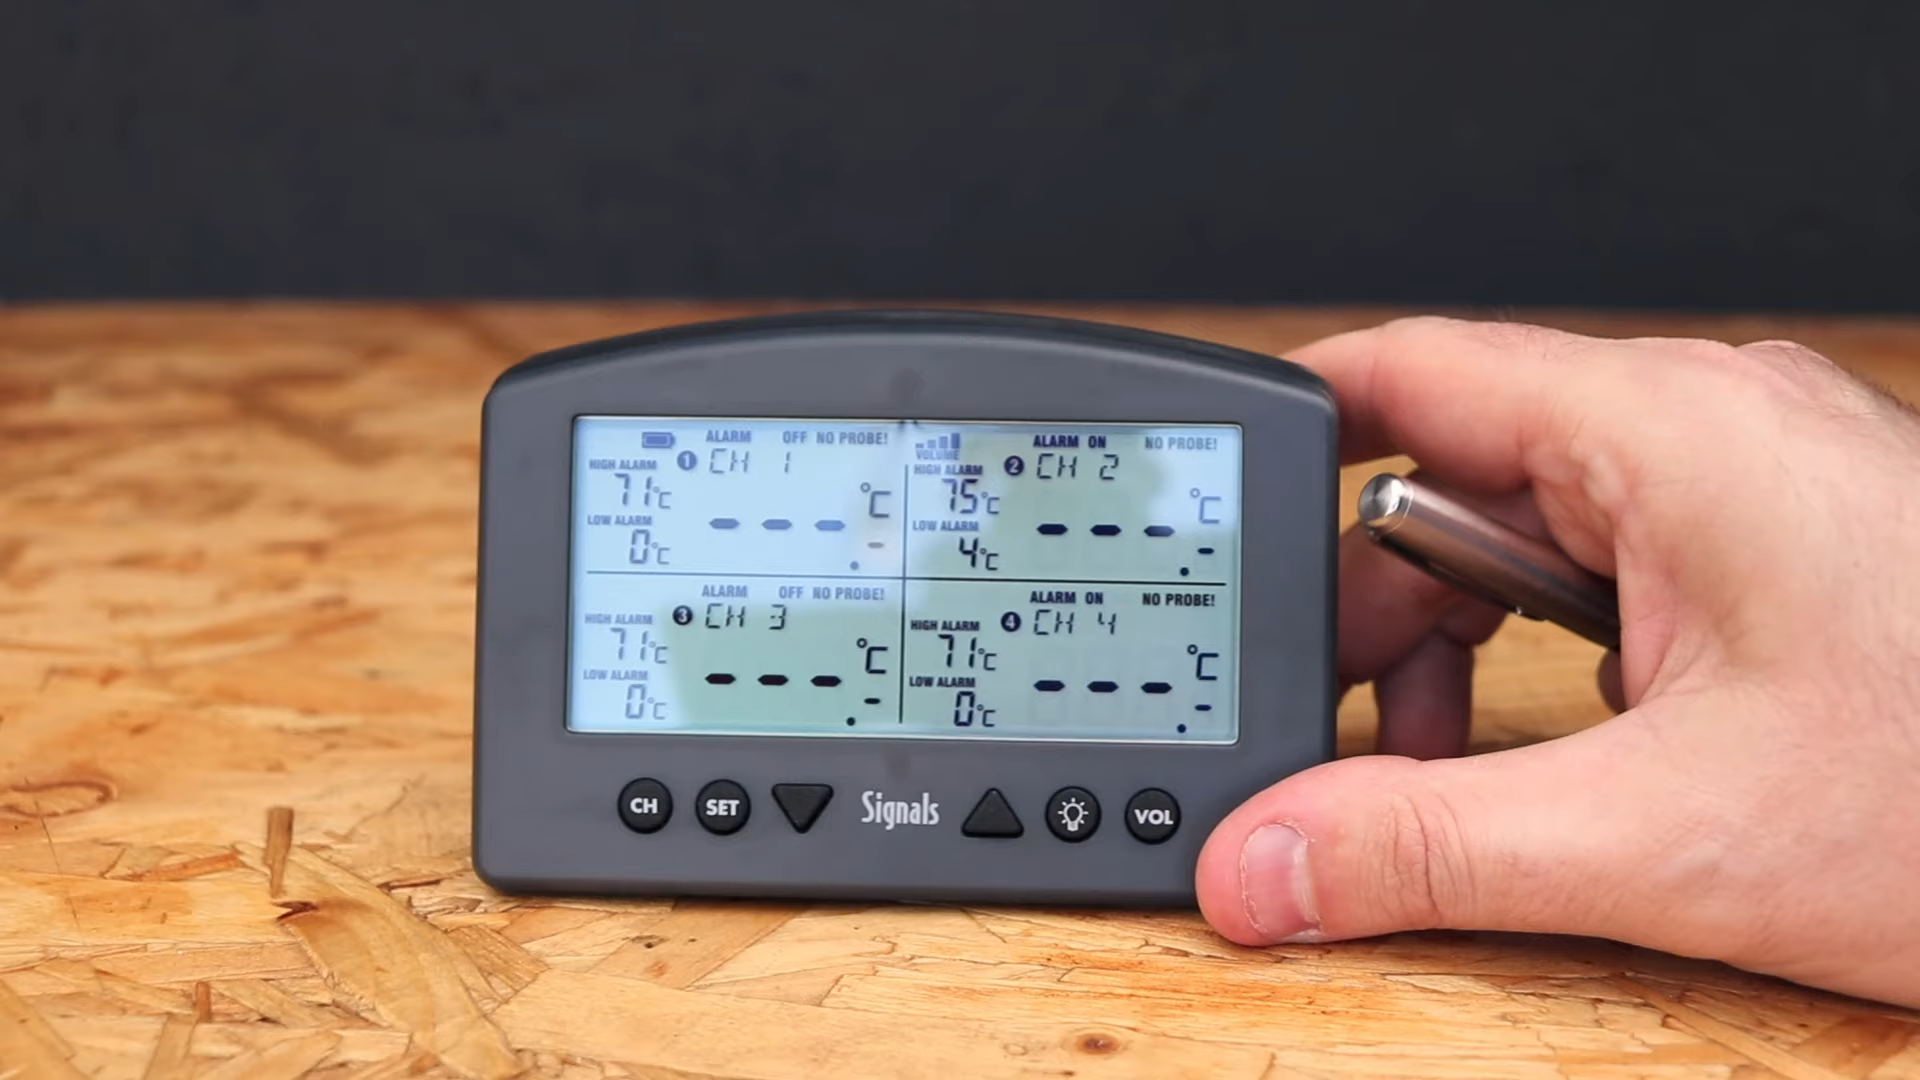 ALARM OFF NO PROBE!
1 CH 1
HIGH ALARM
71°C
°C
LOW ALARM
- - -
0°C
. -
VOLUME
ALARM ON NO PROBE!
2 CH 2
HIGH ALARM
75°C
°C
LOW ALARM
- - -
4°C
. -
ALARM OFF NO PROBE!
3 CH 3
HIGH ALARM
71°C
°C
LOW ALARM
- - -
0°C
. -
ALARM ON NO PROBE!
4 CH 4
HIGH ALARM
71°C
°C
LOW ALARM
- - -
0°C
. -
CH SET Signals VOL